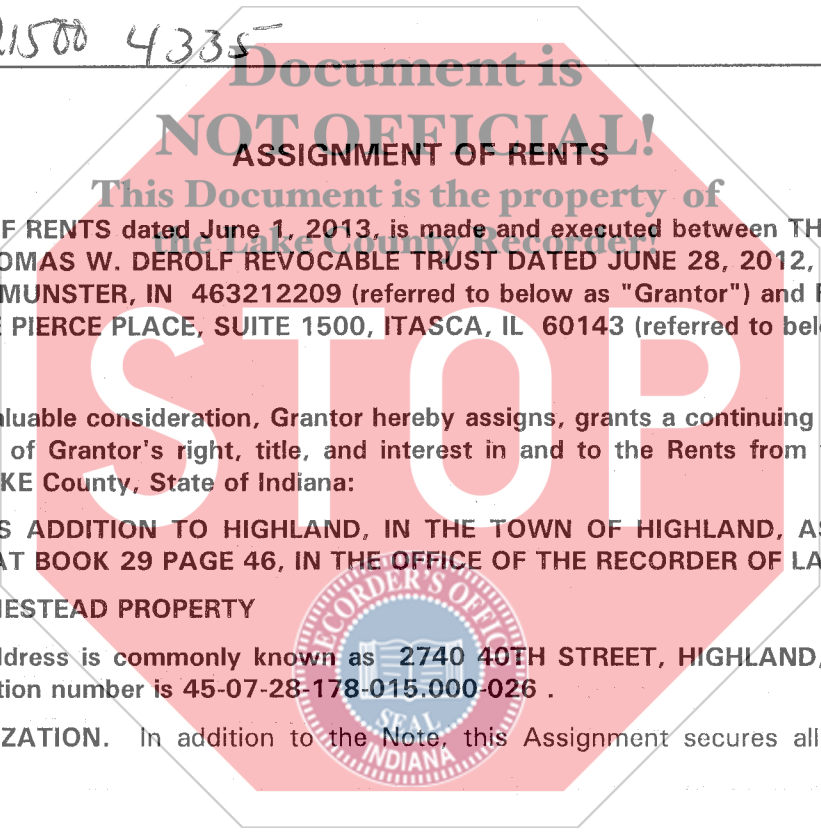 21500 4335
Document is
NOT OFFICIAL!
ASSIGNMENT OF RENTS
This Document is the property of
the Lake County Recorder!
F RENTS dated June 1, 2013, is made and executed between TH
OMAS W. DEROLF REVOCABLE TRUST DATED JUNE 28, 2012,
MUNSTER, IN 463212209 (referred to below as "Grantor") and F
PIERCE PLACE, SUITE 1500, ITASCA, IL 60143 (referred to bel
STOP
aluable consideration, Grantor hereby assigns, grants a continuing
of Grantor's right, title, and interest in and to the Rents from
KE County, State of Indiana:
S ADDITION TO HIGHLAND, IN THE TOWN OF HIGHLAND, AS
AT BOOK 29 PAGE 46, IN THE OFFICE OF THE RECORDER OF LA
MESTEAD PROPERTY
ddress is commonly known as 2740 40TH STREET, HIGHLAND,
tion number is 45-07-28-178-015.000-026 .
ZATION. In addition to the Note, this Assignment secures all
RECORDER'S OFFICE
SEAL
INDIANA